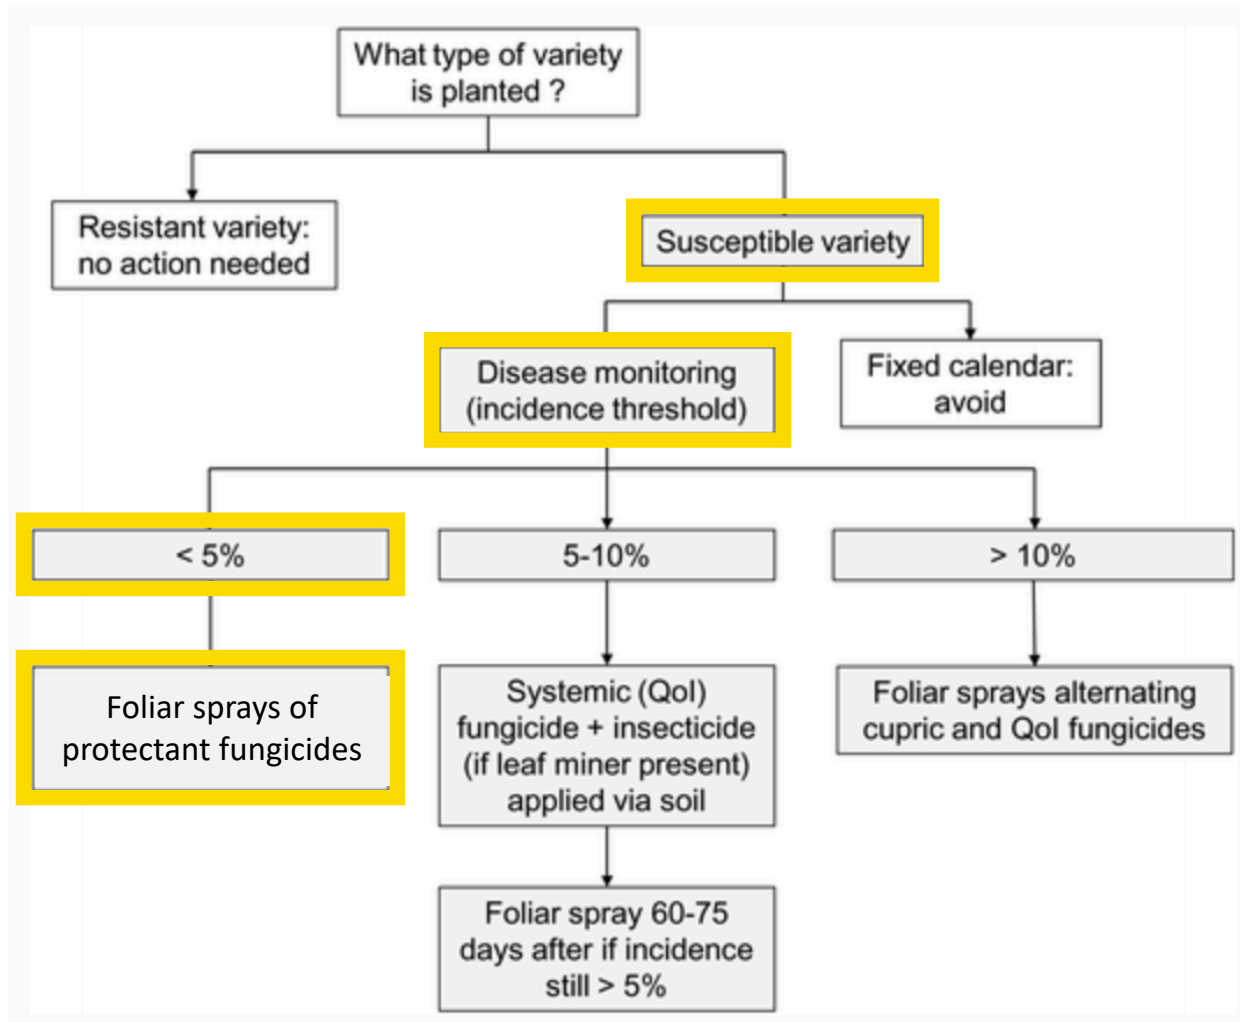 What type of variety
is planted ?
Resistant variety:
no action needed
Susceptible variety
Disease monitoring
(incidence threshold)
Fixed calendar:
avoid
< 5%
5-10%
> 10%
Foliar sprays of
protectant fungicides
Systemic (QoI)
fungicide + insecticide
(if leaf miner present)
applied via soil
Foliar sprays alternating
cupric and QoI fungicides
Foliar spray 60-75
days after if incidence
still > 5%